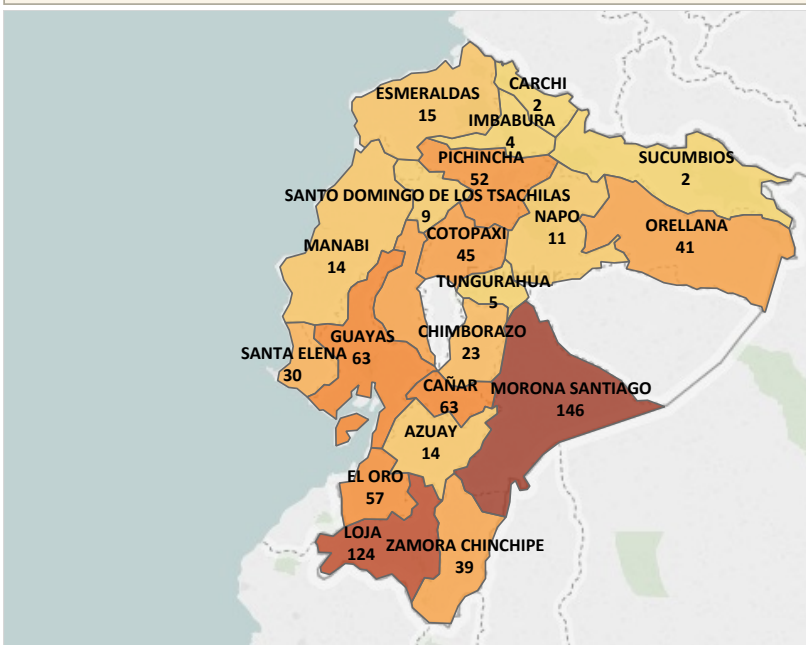 CARCHI
2
ESMERALDAS
15
IMBABURA
4
PICHINCHA
52
SUCUMBIOS
2
SANTO DOMINGO DE LOS TSACHILAS
9
NAPO
11
ORELLANA
41
COTOPAXI
45
MANABI
14
TUNGURAHUA
5
CHIMBORAZO
23
GUAYAS
63
SANTA ELENA
30
CAÑAR
63
MORONA SANTIAGO
146
AZUAY
14
EL ORO
57
LOJA
124
ZAMORA CHINCHIPE
39